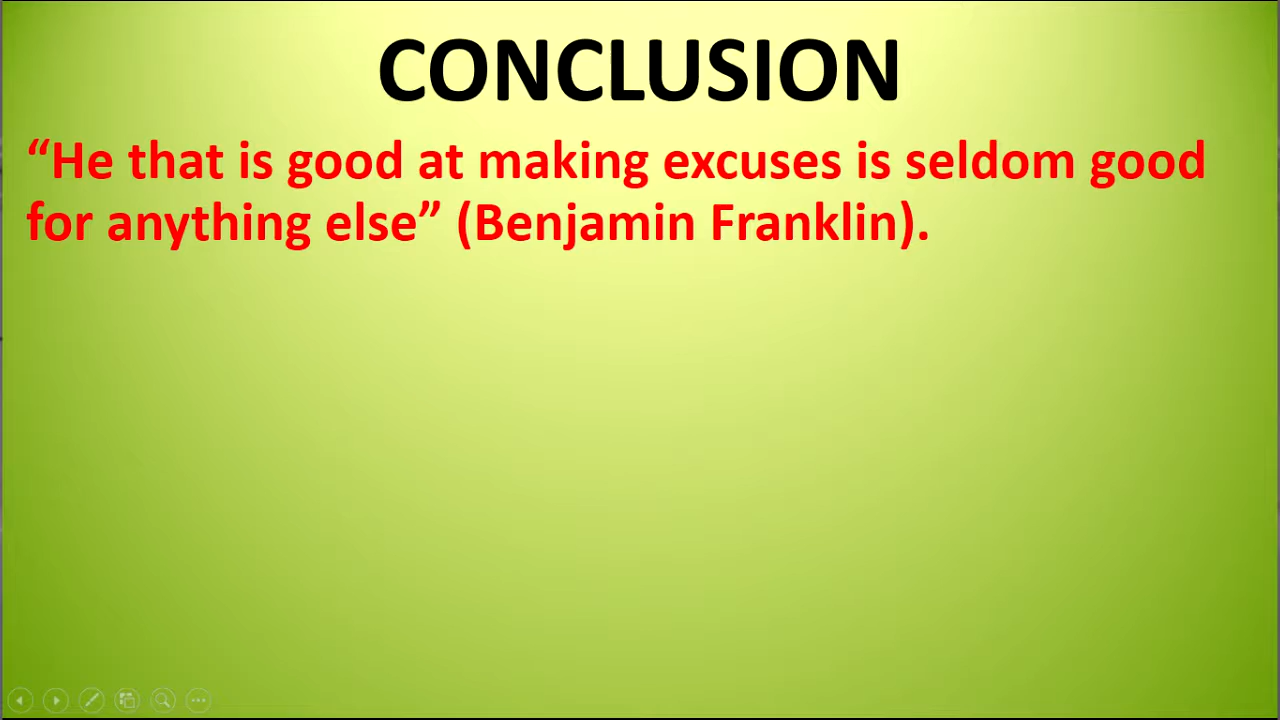 CONCLUSION
“He that is good at making excuses is seldom good
for anything else” (Benjamin Franklin).